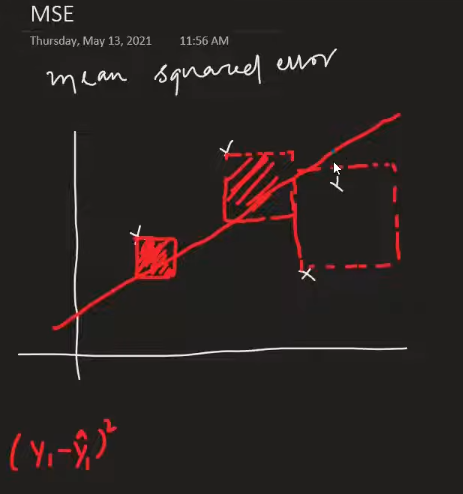 MSE
Thursday, May 13, 2021 11:56 AM
mean squared error
(y₁-ŷ₁)²